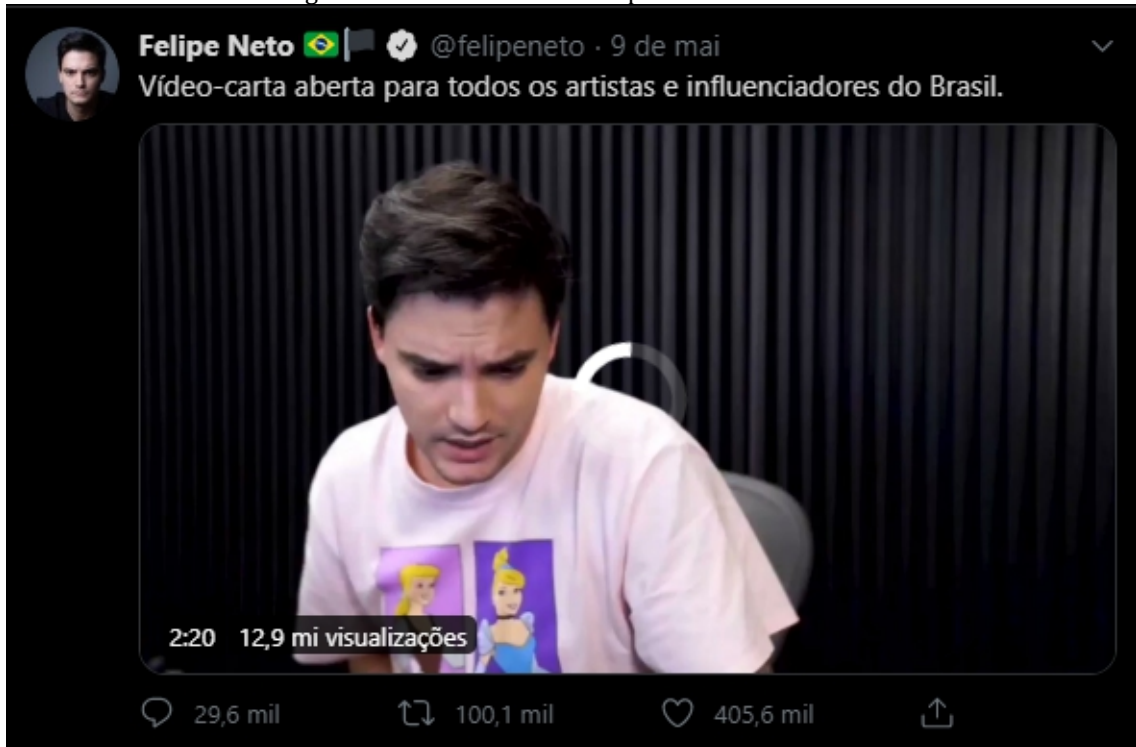 Felipe Neto @felipeneto · 9 de mai
Vídeo-carta aberta para todos os artistas e influenciadores do Brasil.
2:20 12,9 mi visualizações
29,6 mil 100,1 mil 405,6 mil